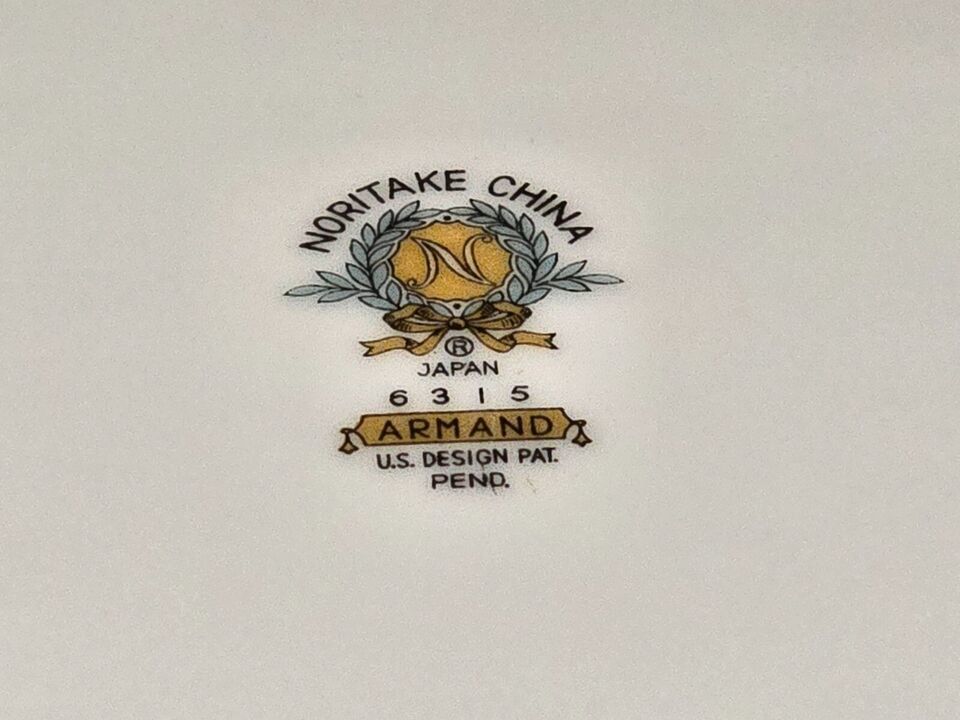 NORITAKE CHINA
N
®
JAPAN
6315
ARMAND
U.S. DESIGN PAT.
PEND.